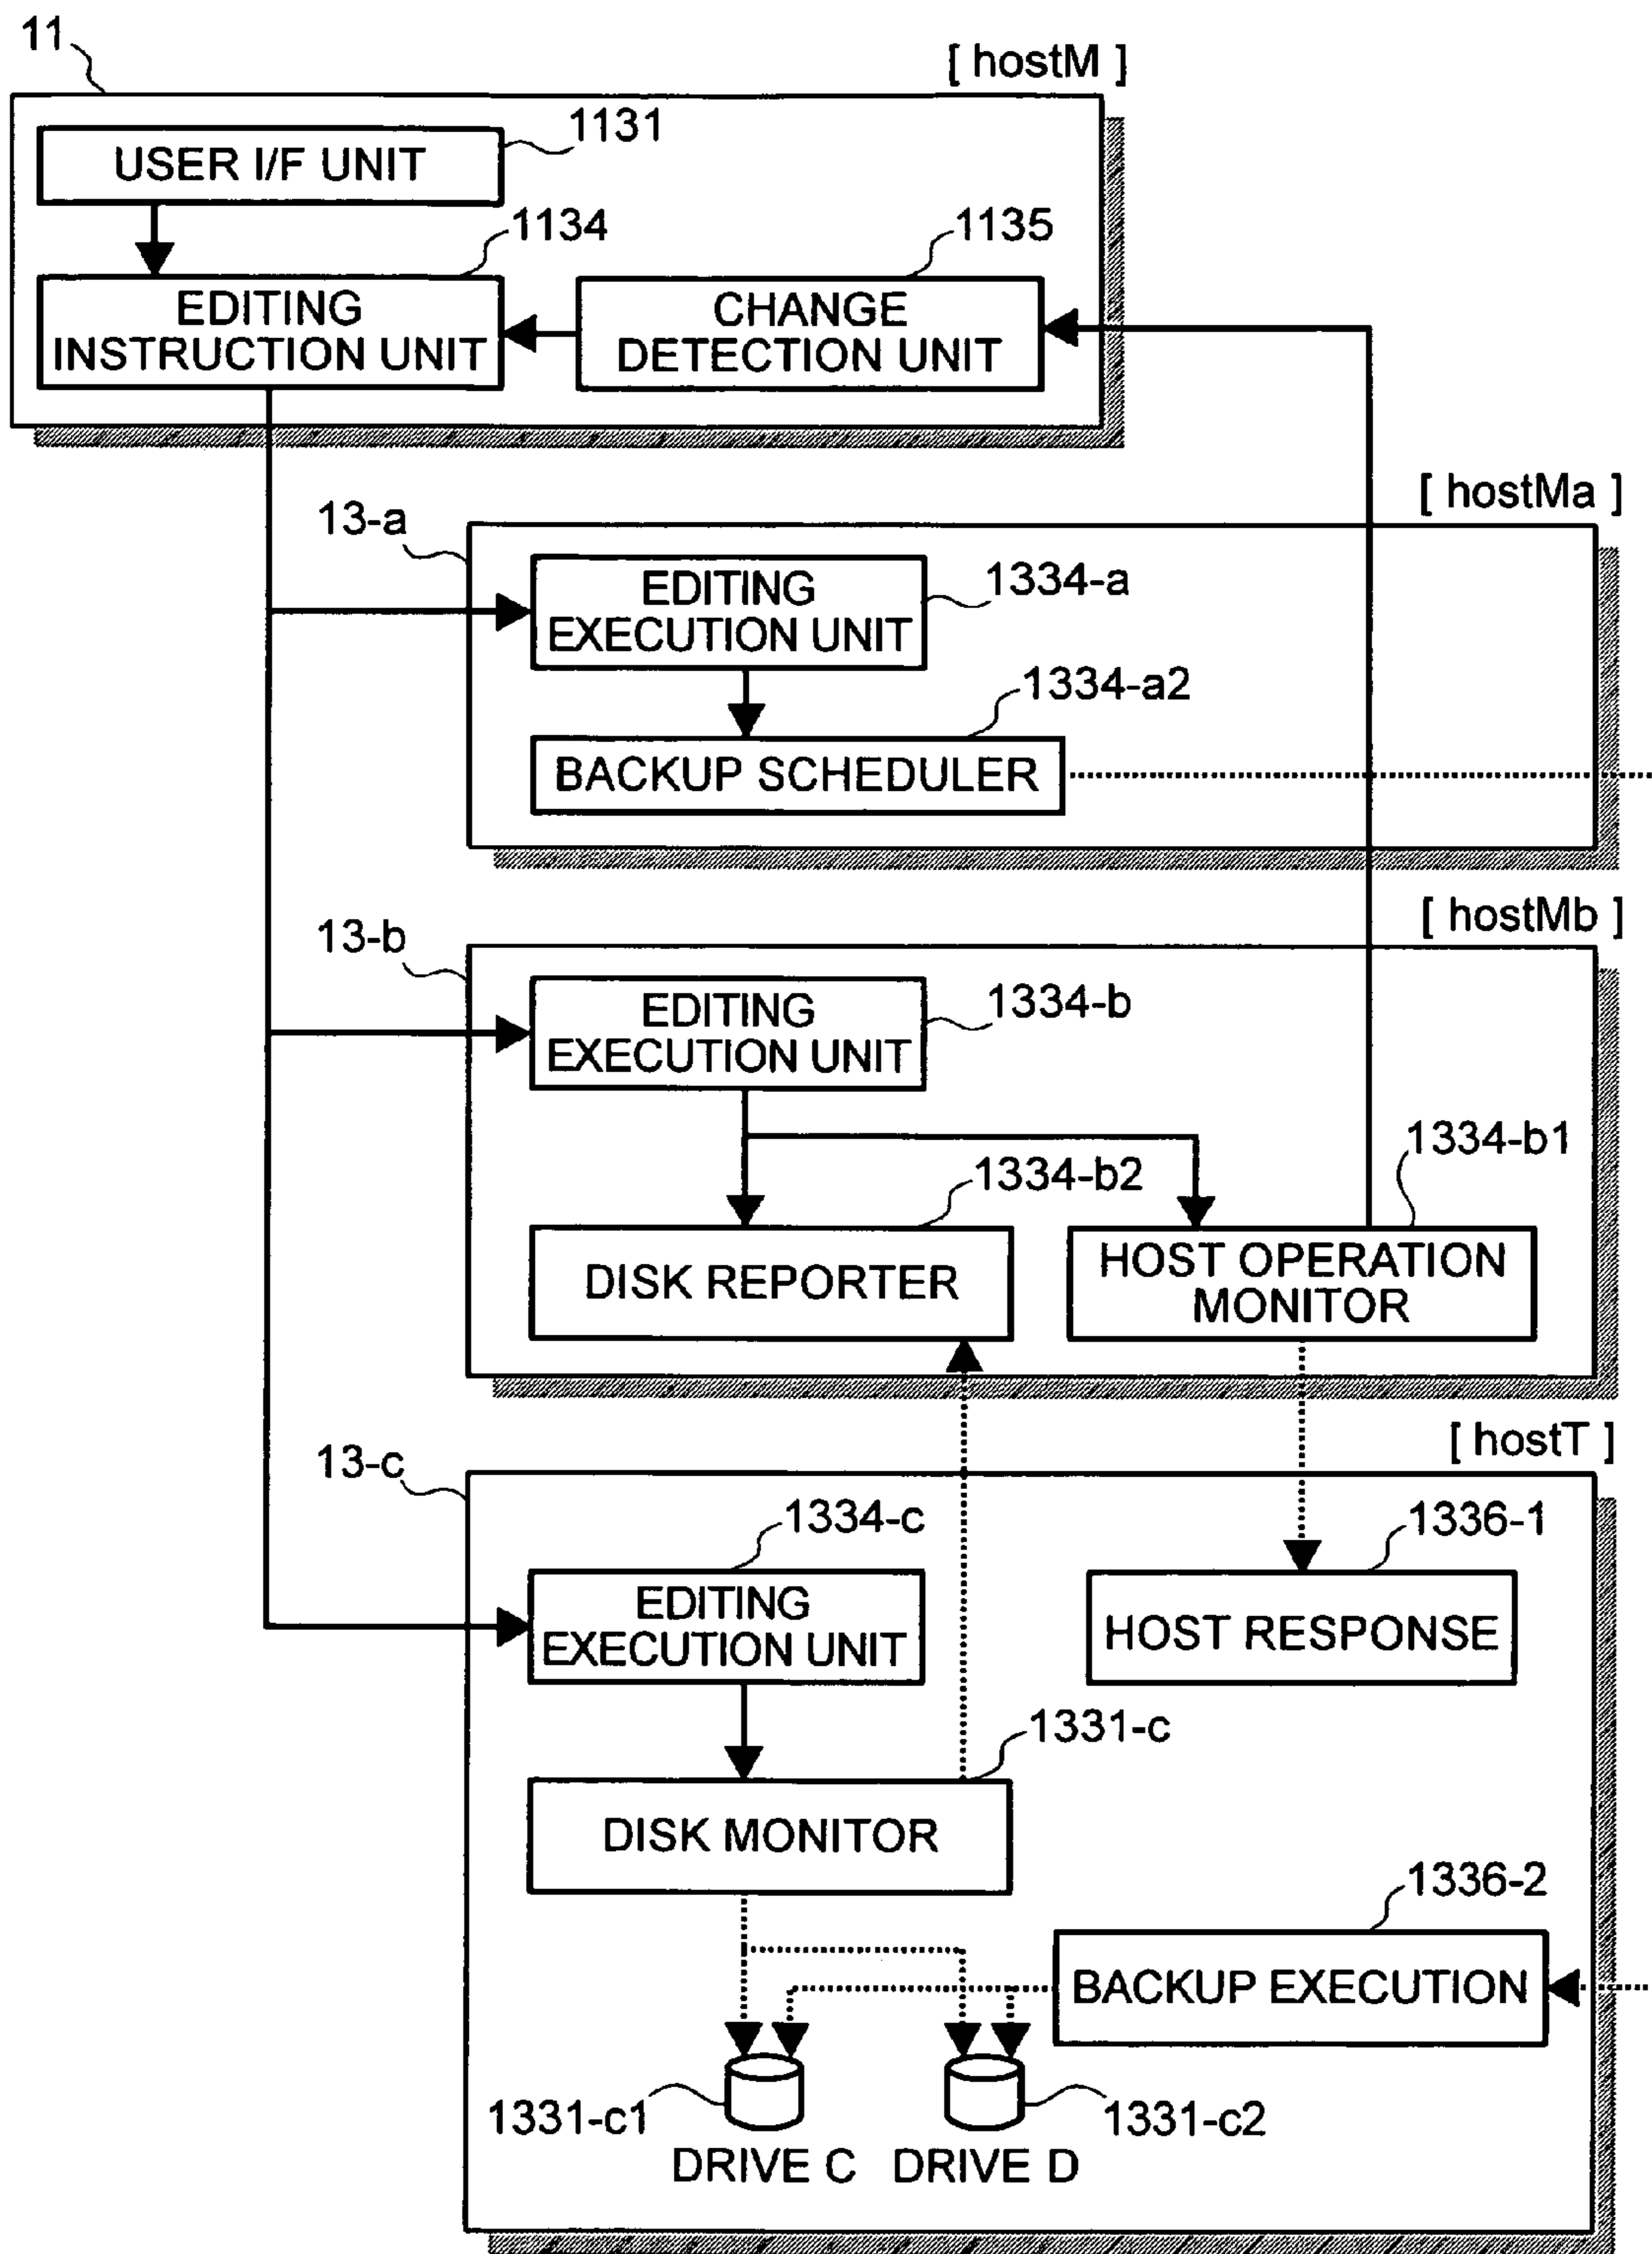 11
[ hostM ]
1131
USER I/F UNIT
1134
1135
EDITING
INSTRUCTION UNIT
CHANGE
DETECTION UNIT
[ hostMa ]
13-a
EDITING
EXECUTION UNIT
1334-a
1334-a2
BACKUP SCHEDULER
[ hostMb ]
13-b
EDITING
EXECUTION UNIT
1334-b
1334-b1
1334-b2
DISK REPORTER
HOST OPERATION
MONITOR
[ hostT ]
13-c
1334-c
1336-1
EDITING
EXECUTION UNIT
HOST RESPONSE
1331-c
DISK MONITOR
1336-2
BACKUP EXECUTION
1331-c1
1331-c2
DRIVE C
DRIVE D